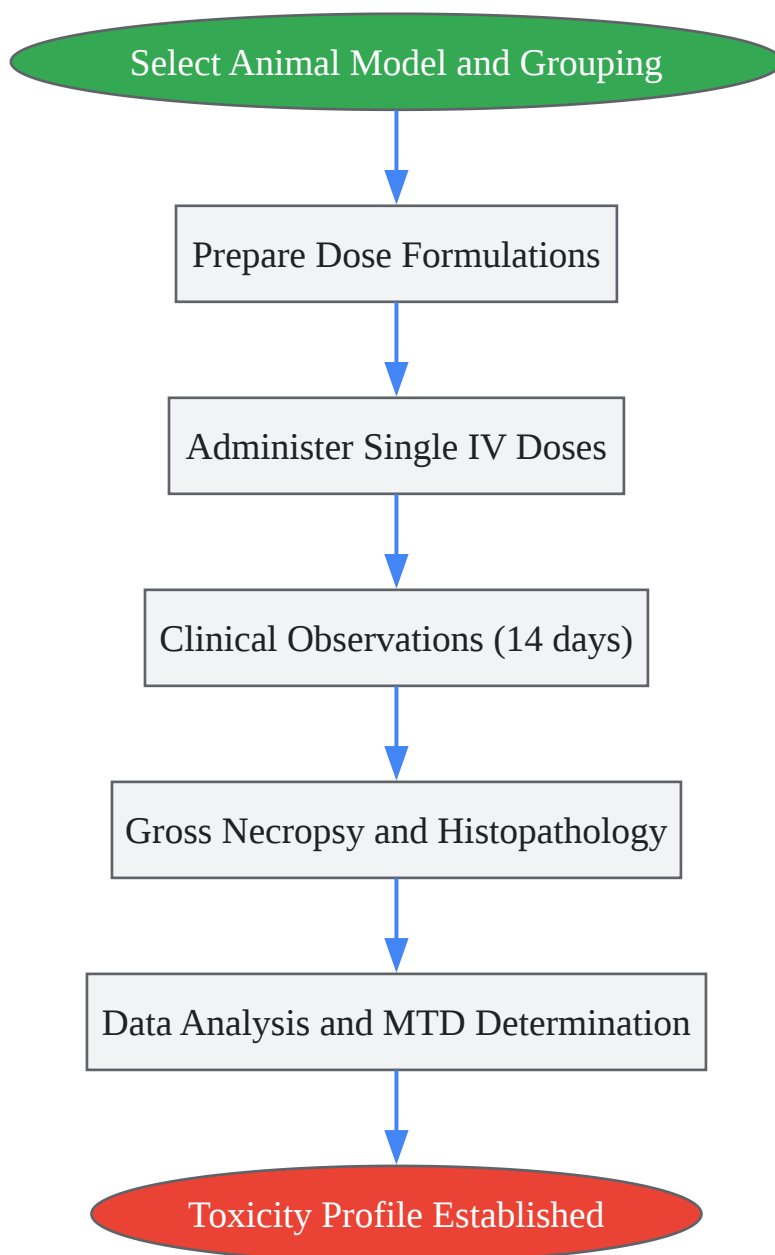 Select Animal Model and Grouping
Prepare Dose Formulations
Administer Single IV Doses
Clinical Observations (14 days)
Gross Necropsy and Histopathology
Data Analysis and MTD Determination
Toxicity Profile Established